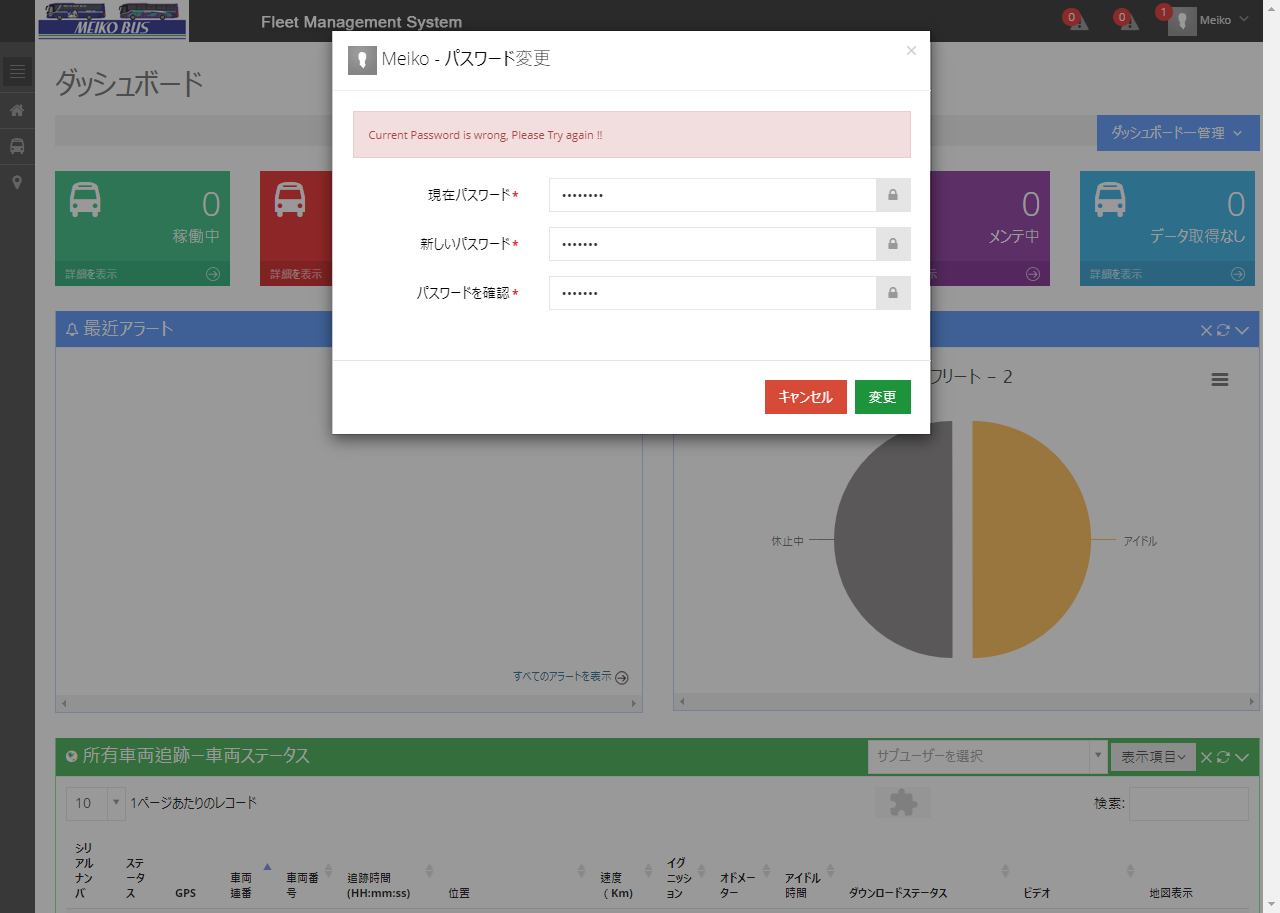 MEIKO BUS
Fleet Management System
0
0
1
Meiko
Meiko - パスワード変更
×
ダッシュボード
Current Password is wrong, Please Try again !!
ダッシュボードー管理
現在パスワード*
••••••••
新しいパスワード*
•••••••
パスワードを確認*
•••••••
キャンセル
変更
0
稼働中
詳細を表示
詳細を表示
0
メンテ中
示
0
データ取得なし
詳細を表示
最近アラート
フリート – 2
休止中
アイドル
すべてのアラートを表示
所有車両追跡ー車両ステータス
サブユーザーを選択
表示項目
10
1ページあたりのレコード
検索:
シリアルナンバ
ステータス
GPS
車両連番
車両番号
追跡時間 (HH:mm:ss)
位置
速度 ( Km)
イグニッション
オドメーター
アイドル時間
ダウンロードステータス
ビデオ
地図表示